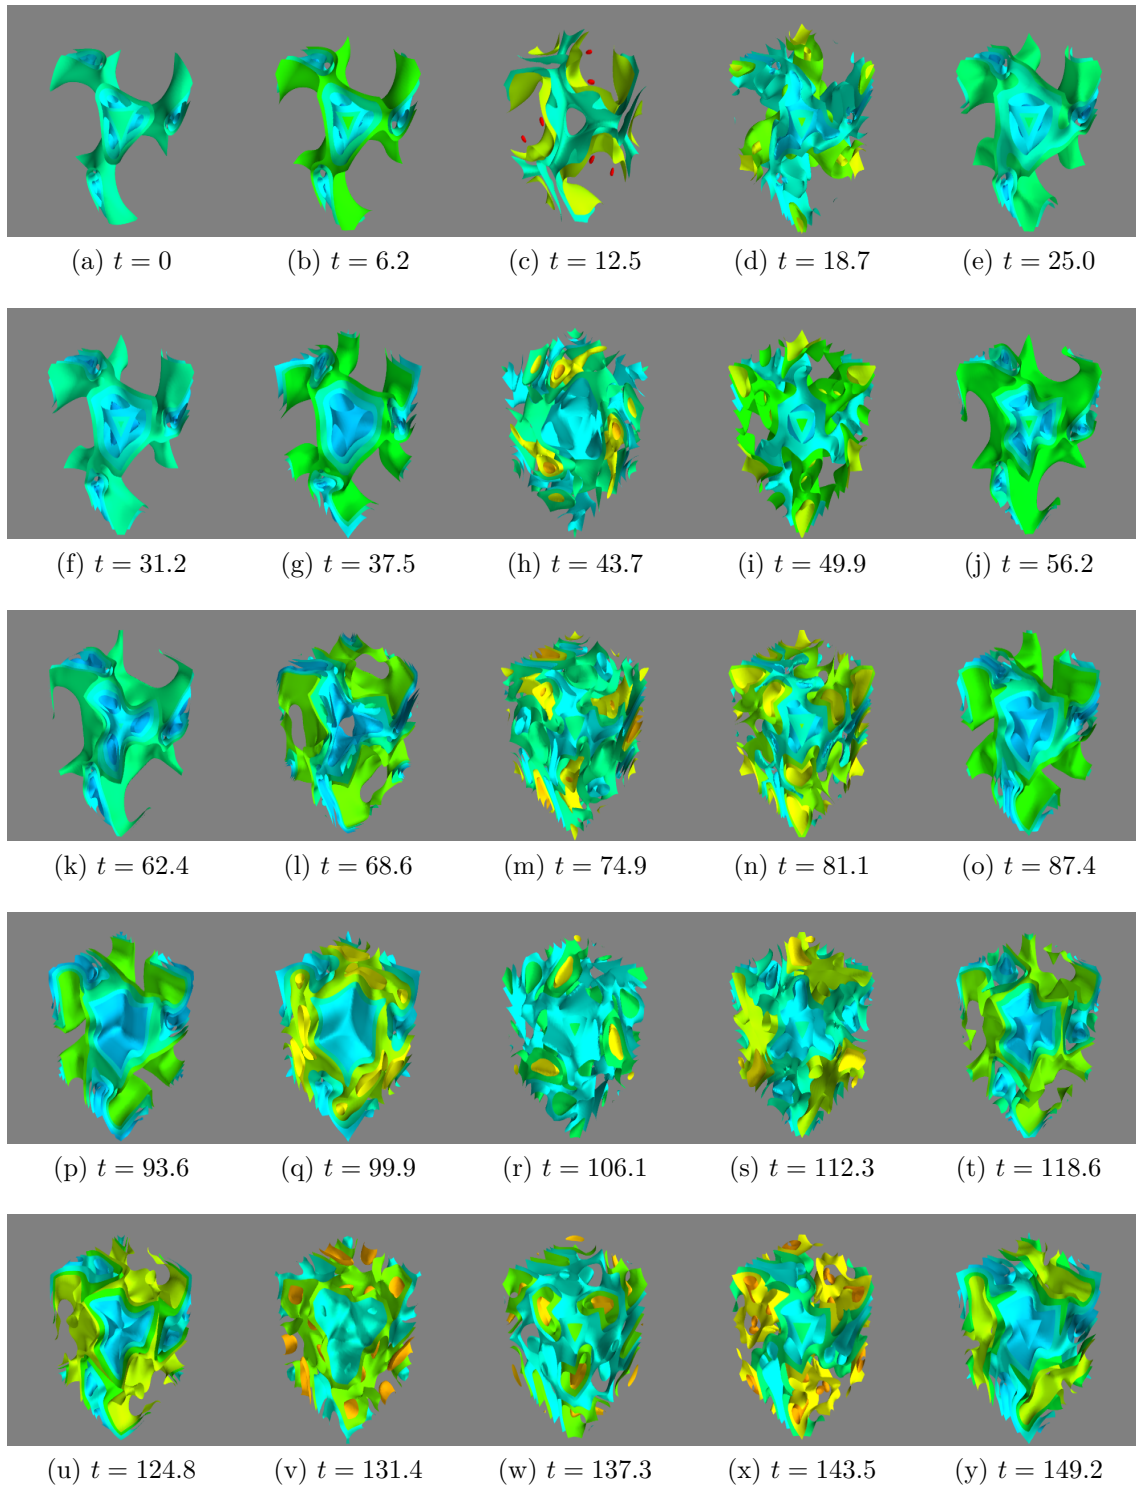 (a) t = 0 (b) t = 6.2 (c) t = 12.5 (d) t = 18.7 (e) t = 25.0
(f) t = 31.2 (g) t = 37.5 (h) t = 43.7 (i) t = 49.9 (j) t = 56.2
(k) t = 62.4 (l) t = 68.6 (m) t = 74.9 (n) t = 81.1 (o) t = 87.4
(p) t = 93.6 (q) t = 99.9 (r) t = 106.1 (s) t = 112.3 (t) t = 118.6
(u) t = 124.8 (v) t = 131.4 (w) t = 137.3 (x) t = 143.5 (y) t = 149.2